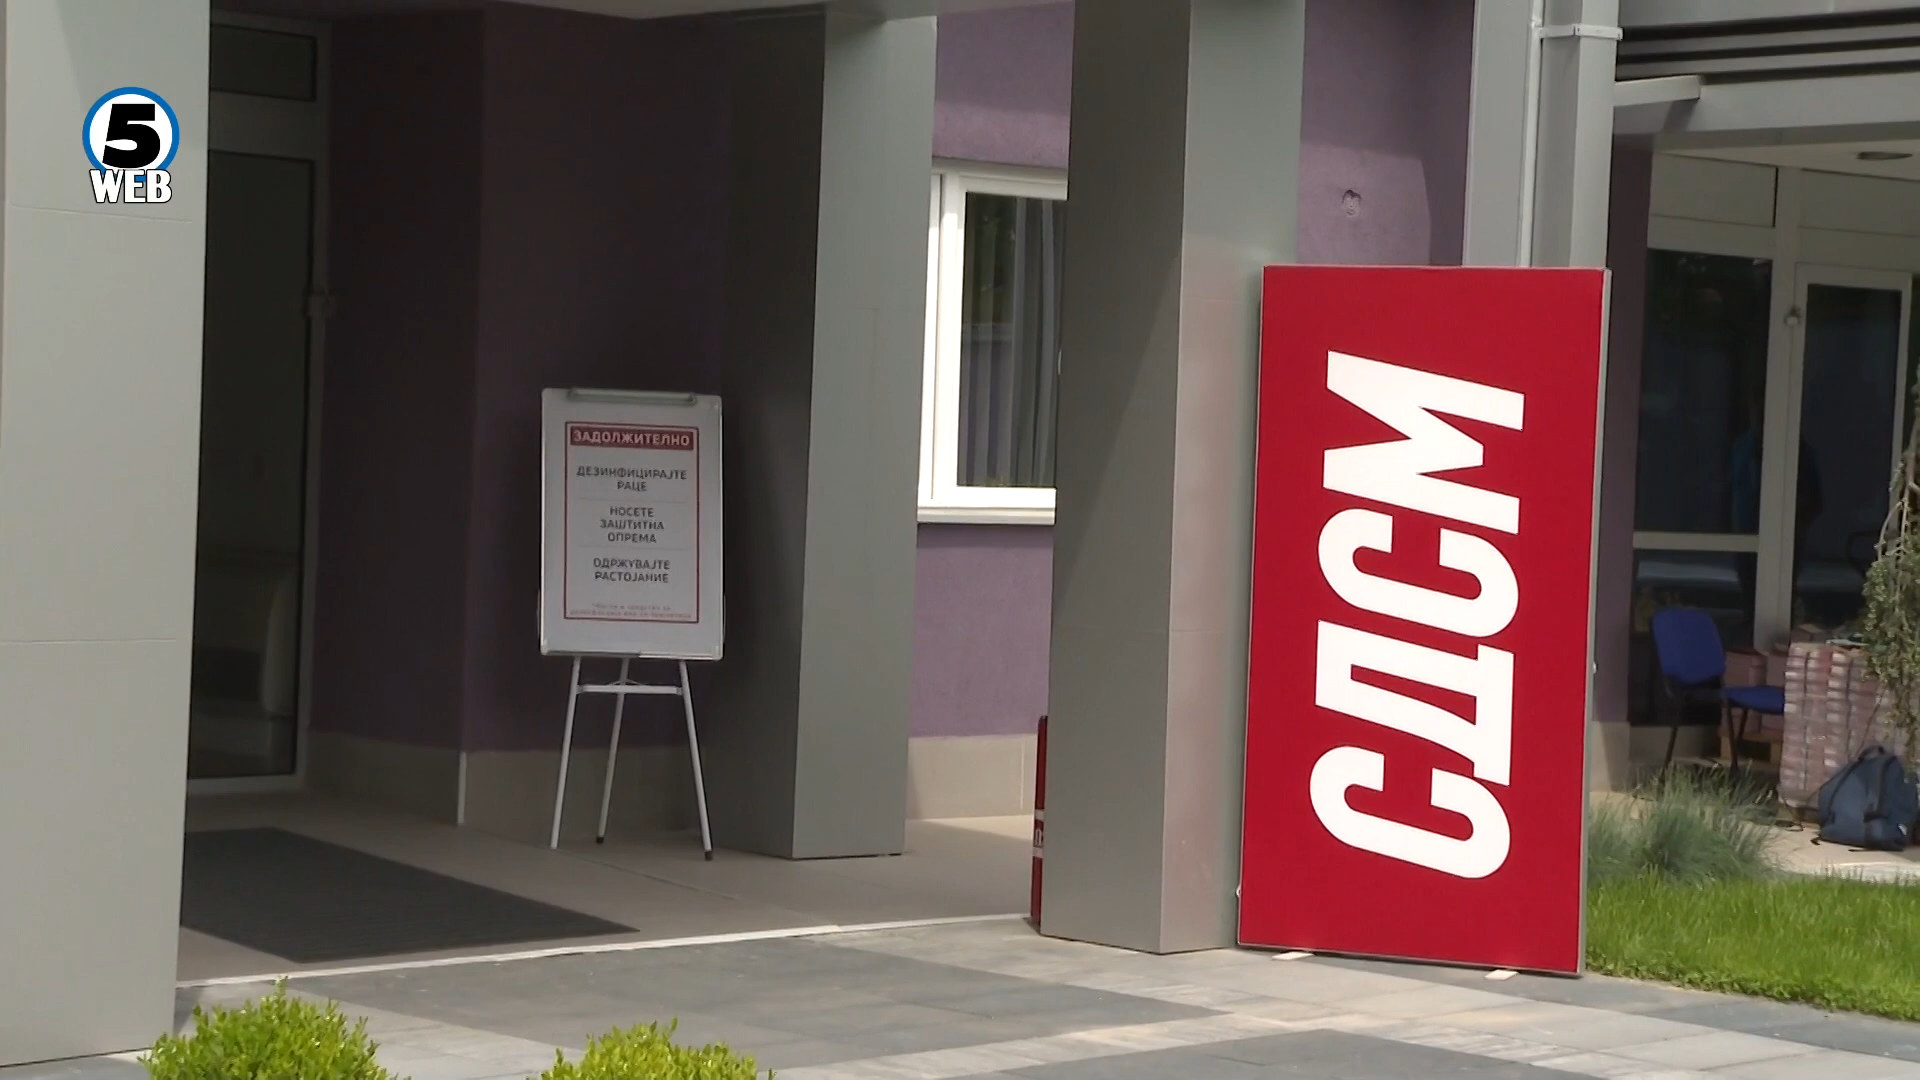 5
WEB
ЗАДОЛЖИТЕЛНО
ДЕЗИНФИЦИРАЈТЕ
РАЦЕ
НОСЕТЕ
ЗАШТИТНА
ОПРЕМА
ОДРЖУВАЈТЕ
РАСТОЈАНИЕ
СДСМ